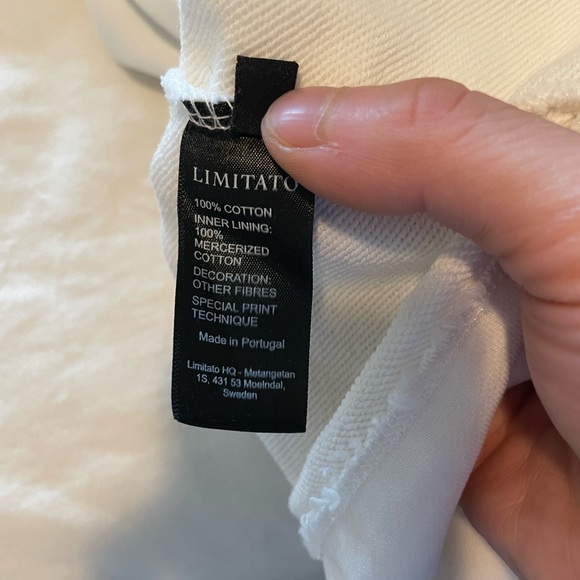 LIMITATO
100% COTTON
INNER LINING:
100%
MERCERIZED
COTTON
DECORATION:
OTHER FIBRES
SPECIAL PRINT
TECHNIQUE
Made in Portugal
Limitato HQ - Metangatan
1S, 431 53 Moelndal,
Sweden